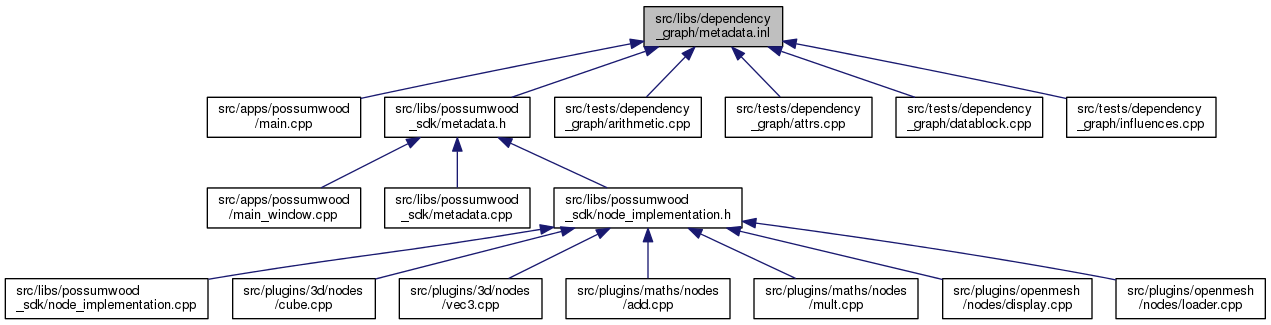 src/libs/dependency
_graph/metadata.inl
src/apps/possumwood
/main.cpp
src/libs/possumwood
_sdk/metadata.h
src/tests/dependency
_graph/arithmetic.cpp
src/tests/dependency
_graph/attrs.cpp
src/tests/dependency
_graph/datablock.cpp
src/tests/dependency
_graph/influences.cpp
src/apps/possumwood
/main_window.cpp
src/libs/possumwood
_sdk/metadata.cpp
src/libs/possumwood
_sdk/node_implementation.h
src/libs/possumwood
_sdk/node_implementation.cpp
src/plugins/3d/nodes
/cube.cpp
src/plugins/3d/nodes
/vec3.cpp
src/plugins/maths/nodes
/add.cpp
src/plugins/maths/nodes
/mult.cpp
src/plugins/openmesh
/nodes/display.cpp
src/plugins/openmesh
/nodes/loader.cpp